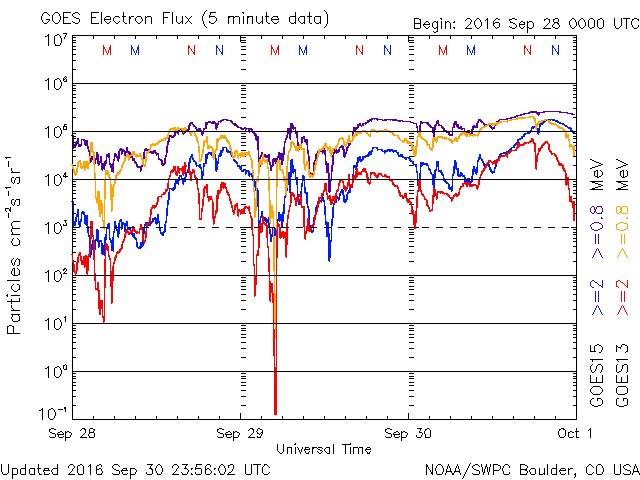 GOES Electron Flux (5 minute data)
Begin: 2016 Sep 28 0000 UTC
M M N N M M N N M M N N
10⁷
10⁶
10⁵
10⁴
10³
10²
10¹
10⁰
10⁻¹
Particles cm⁻²s⁻¹sr⁻¹
Sep 28 Sep 29 Sep 30 Oct 1
Universal Time
GOES15 >=2 >=0.8 MeV
GOES13 >=2 >=0.8 MeV
Updated 2016 Sep 30 23:56:02 UTC
NOAA/SWPC Boulder, CO USA